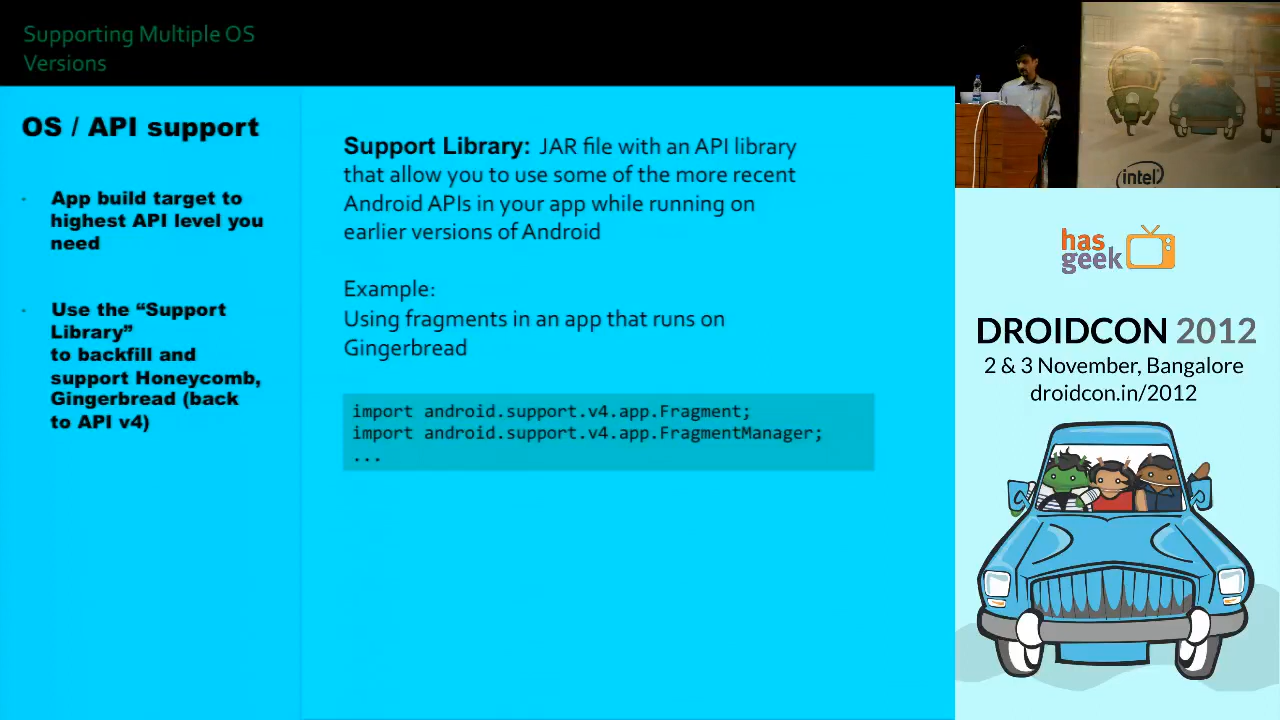 Supporting Multiple OS
Versions
OS / API support
· App build target to
highest API level you
need
· Use the “Support
Library”
to backfill and
support Honeycomb,
Gingerbread (back
to API v4)
Support Library: JAR file with an API library
that allow you to use some of the more recent
Android APIs in your app while running on
earlier versions of Android
Example:
Using fragments in an app that runs on
Gingerbread
import android.support.v4.app.Fragment;
import android.support.v4.app.FragmentManager;
...
intel
has
geek
DROIDCON 2012
2 & 3 November, Bangalore
droidcon.in/2012